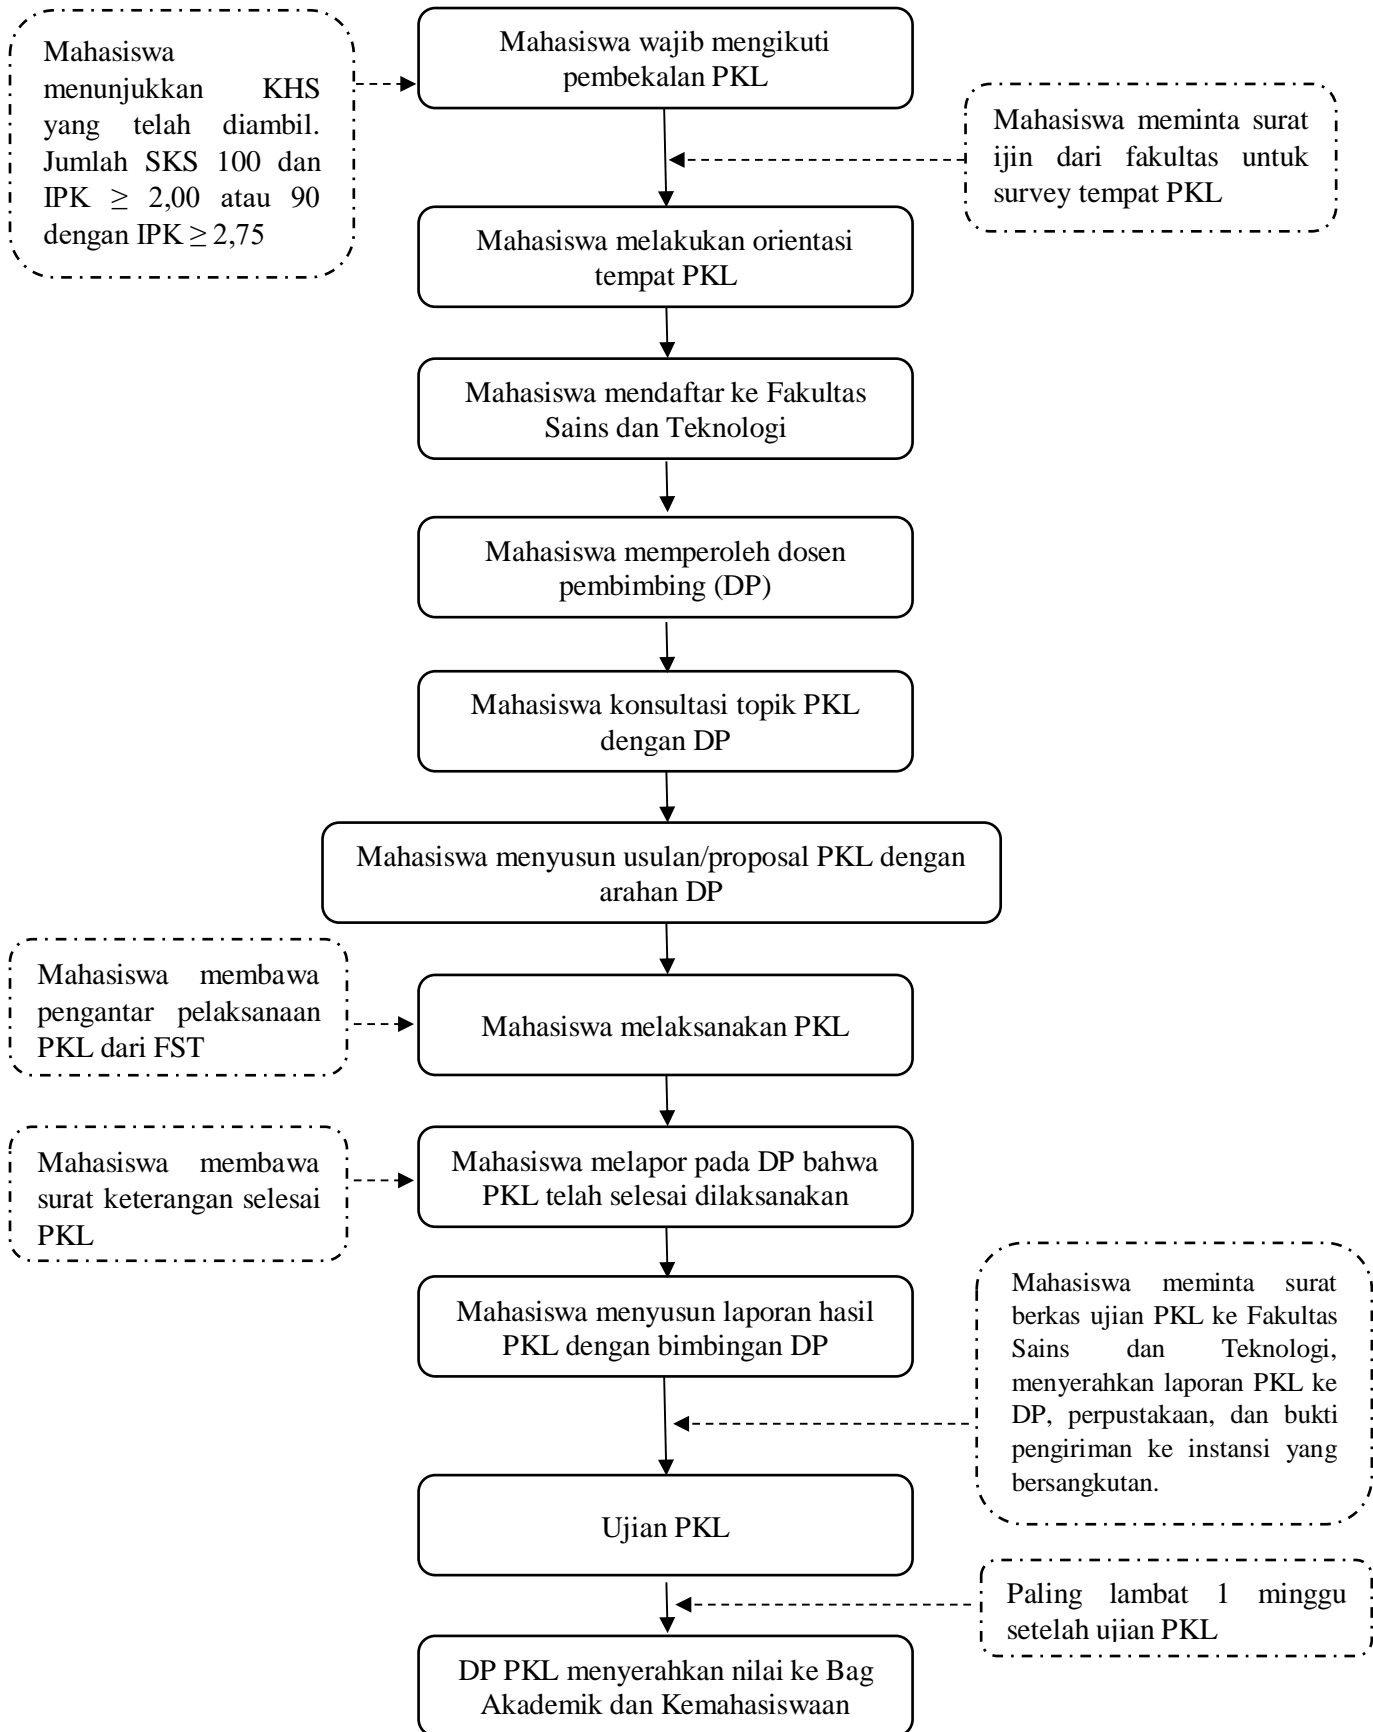 Mahasiswa wajib mengikuti
pembekalan PKL
Mahasiswa
menunjukkan KHS
yang telah diambil.
Jumlah SKS 100 dan
IPK ≥ 2,00 atau 90
dengan IPK ≥ 2,75
Mahasiswa meminta surat
ijin dari fakultas untuk
survey tempat PKL
Mahasiswa melakukan orientasi
tempat PKL
Mahasiswa mendaftar ke Fakultas
Sains dan Teknologi
Mahasiswa memperoleh dosen
pembimbing (DP)
Mahasiswa konsultasi topik PKL
dengan DP
Mahasiswa menyusun usulan/proposal PKL dengan
arahan DP
Mahasiswa membawa
pengantar pelaksanaan
PKL dari FST
Mahasiswa melaksanakan PKL
Mahasiswa membawa
surat keterangan selesai
PKL
Mahasiswa melapor pada DP bahwa
PKL telah selesai dilaksanakan
Mahasiswa menyusun laporan hasil
PKL dengan bimbingan DP
Mahasiswa meminta surat
berkas ujian PKL ke Fakultas
Sains dan Teknologi,
menyerahkan laporan PKL ke
DP, perpustakaan, dan bukti
pengiriman ke instansi yang
bersangkutan.
Ujian PKL
Paling lambat 1 minggu
setelah ujian PKL
DP PKL menyerahkan nilai ke Bag
Akademik dan Kemahasiswaan